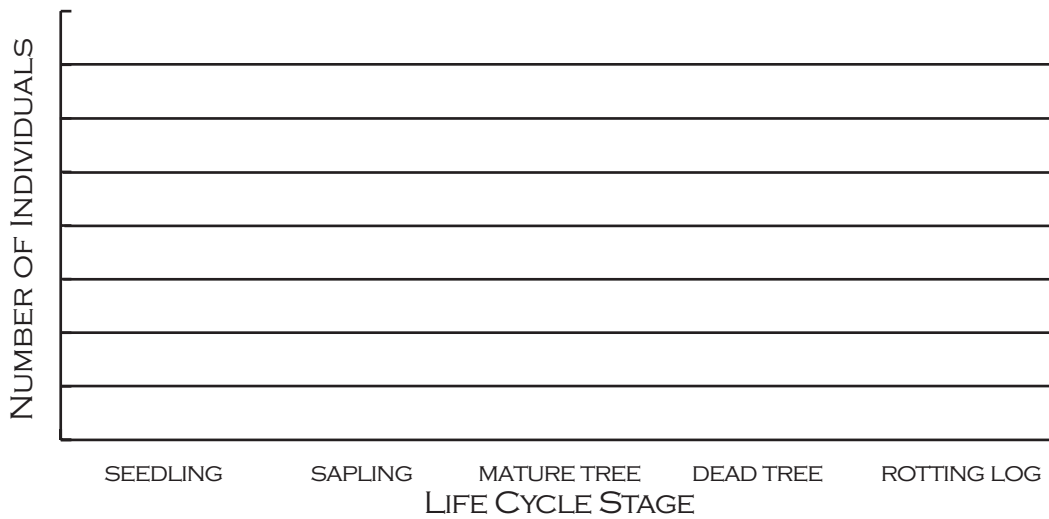 Number of Individuals
SEEDLING SAPLING MATURE TREE DEAD TREE ROTTING LOG
Life Cycle Stage